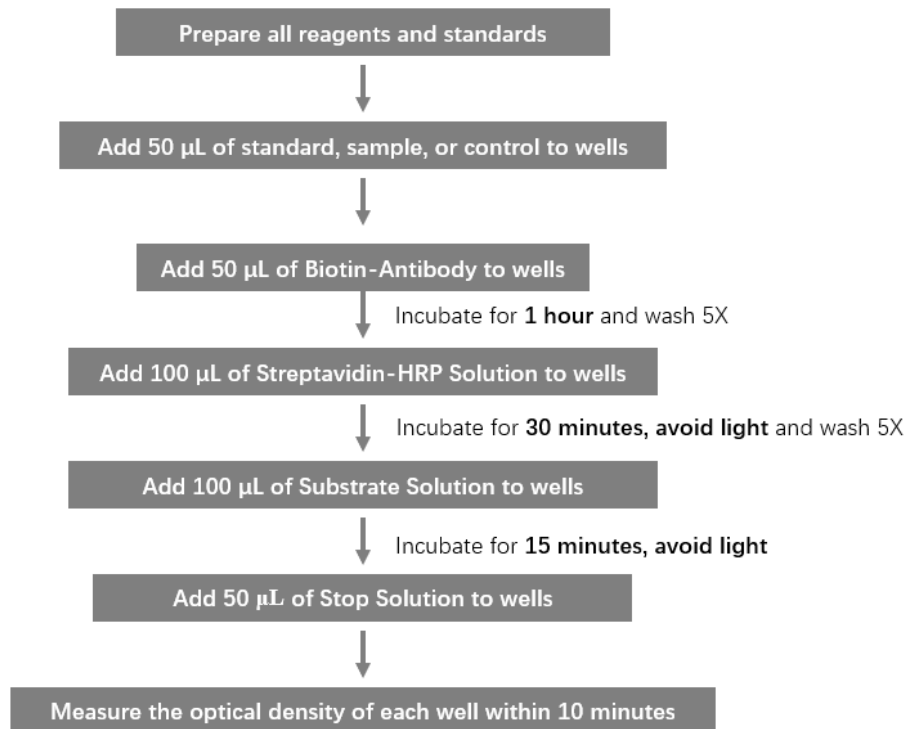 Prepare all reagents and standards
Add 50 µL of standard, sample, or control to wells
Add 50 µL of Biotin-Antibody to wells
Incubate for 1 hour and wash 5X
Add 100 µL of Streptavidin-HRP Solution to wells
Incubate for 30 minutes, avoid light and wash 5X
Add 100 µL of Substrate Solution to wells
Incubate for 15 minutes, avoid light
Add 50 µL of Stop Solution to wells
Measure the optical density of each well within 10 minutes